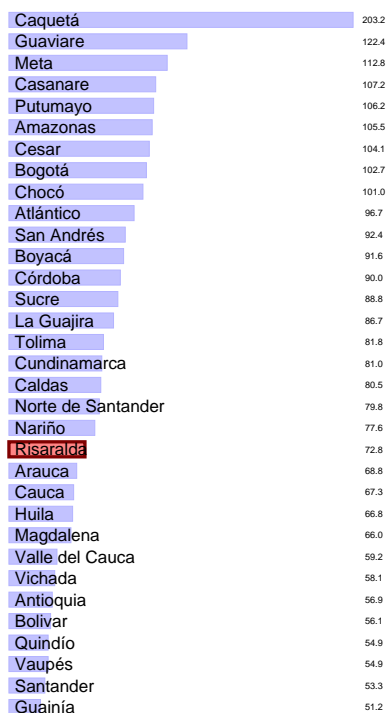 Caquetá 203.2
Guaviare 122.4
Meta 112.8
Casanare 107.2
Putumayo 106.2
Amazonas 105.5
Cesar 104.1
Bogotá 102.7
Chocó 101.0
Atlántico 96.7
San Andrés 92.4
Boyacá 91.6
Córdoba 90.0
Sucre 88.8
La Guajira 86.7
Tolima 81.8
Cundinamarca 81.0
Caldas 80.5
Norte de Santander 79.8
Nariño 77.6
Risaralda 72.8
Arauca 68.8
Cauca 67.3
Huila 66.8
Magdalena 66.0
Valle del Cauca 59.2
Vichada 58.1
Antioquia 56.9
Bolivar 56.1
Quindío 54.9
Vaupés 54.9
Santander 53.3
Guainía 51.2